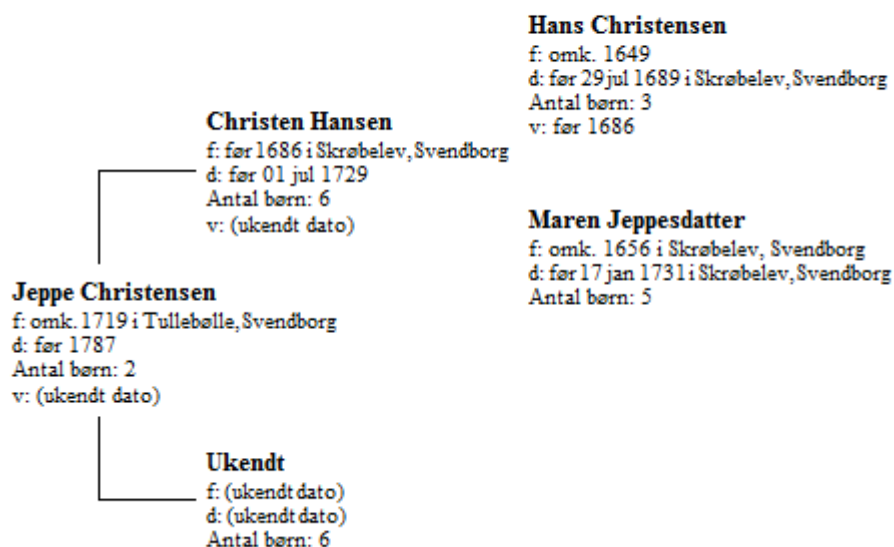 Hans Christensen
f: omk. 1649
d: før 29 jul 1689 i Skrøbelev, Svendborg
Antal børn: 3
v: før 1686
Christen Hansen
f: før 1686 i Skrøbelev, Svendborg
d: før 01 jul 1729
Antal børn: 6
v: (ukendt dato)
Maren Jeppesdatter
f: omk. 1656 i Skrøbelev, Svendborg
d: før 17 jan 1731 i Skrøbelev, Svendborg
Antal børn: 5
Jeppe Christensen
f: omk. 1719 i Tullebølle, Svendborg
d: før 1787
Antal børn: 2
v: (ukendt dato)
Ukendt
f: (ukendt dato)
d: (ukendt dato)
Antal børn: 6